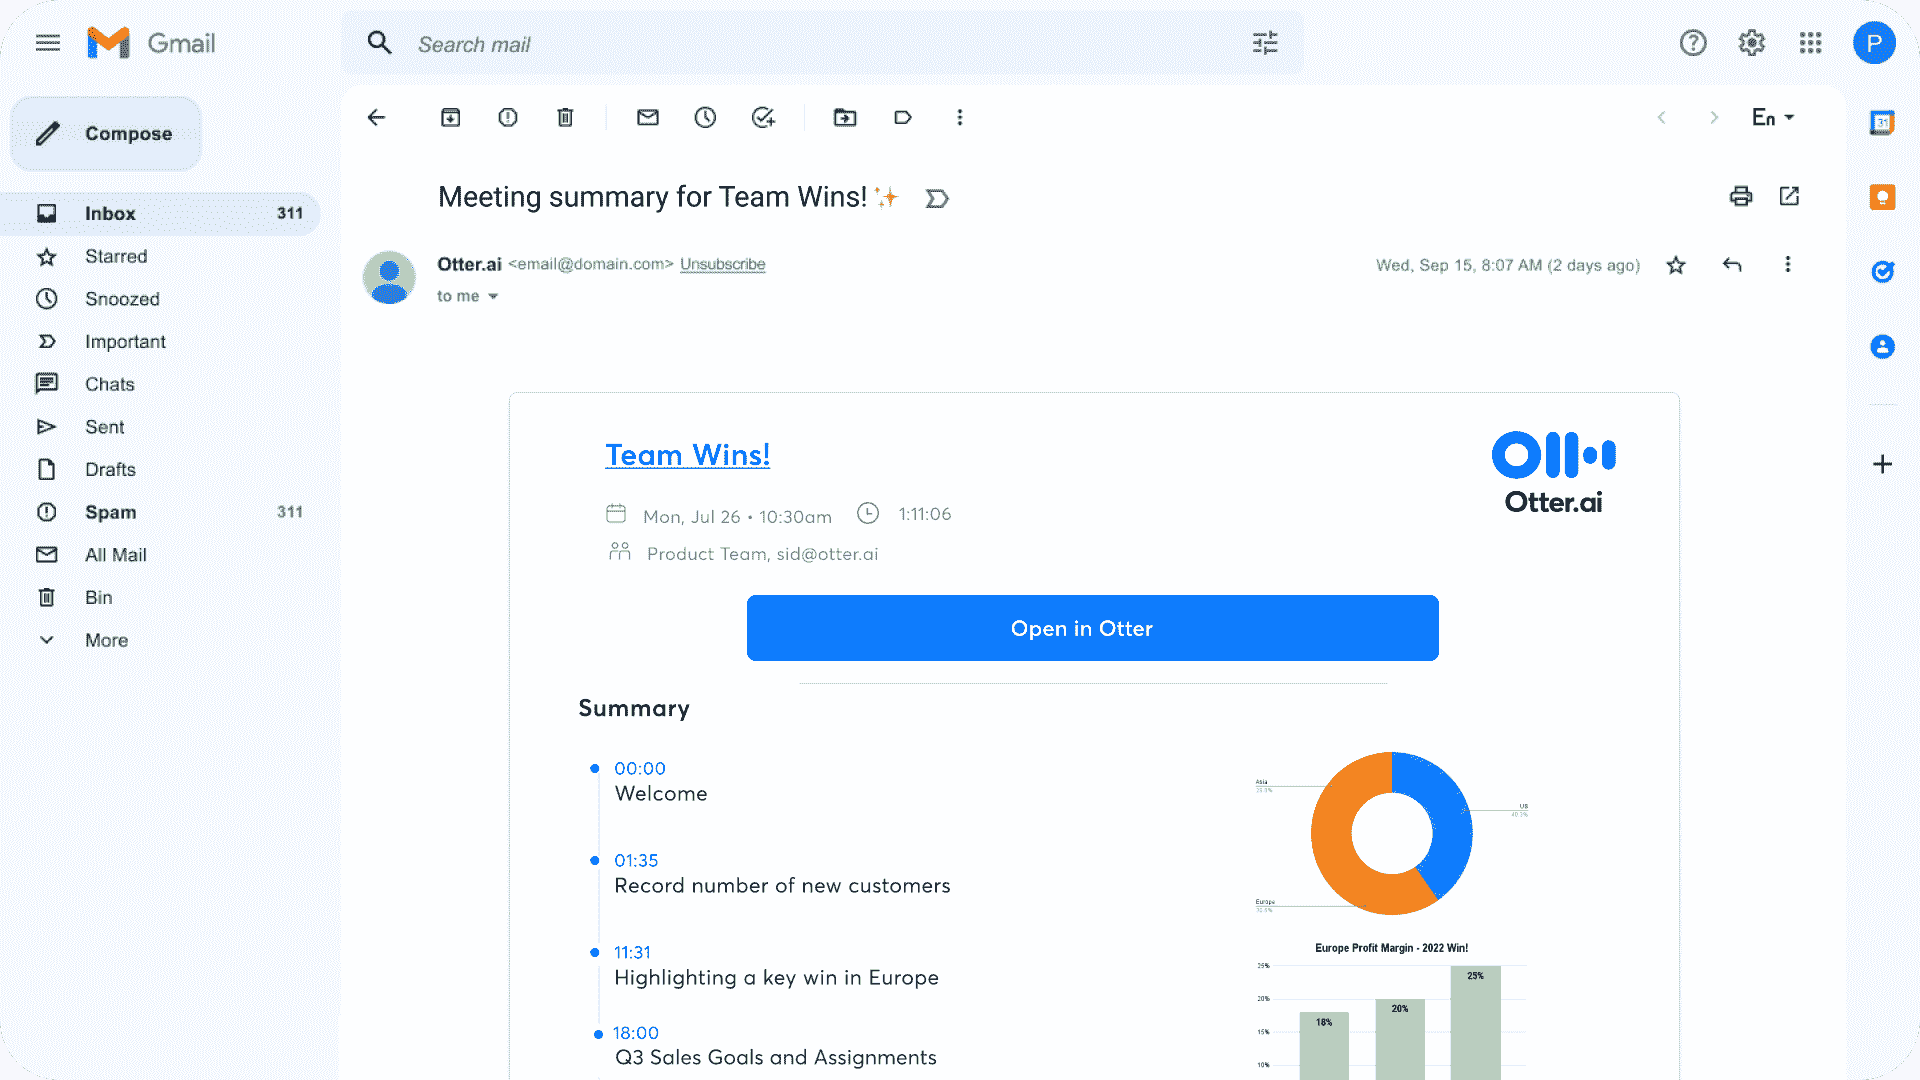 Gmail
Search mail
P
Compose
En
31
Meeting summary for Team Wins!
Inbox 311
Starred
Otter.ai <email@domain.com> Unsubscribe
Wed, Sep 15, 8:07 AM (2 days ago)
to me
Snoozed
Important
Chats
Sent
Drafts
Spam 311
All Mail
Bin
More
Team Wins!
Otter.ai
Mon, Jul 26 • 10:30am
1:11:06
Product Team, sid@otter.ai
Open in Otter
Summary
00:00
Welcome
01:35
Record number of new customers
11:31
Highlighting a key win in Europe
18:00
Q3 Sales Goals and Assignments
Asia
US
Europe
Europe Profit Margin - 2022 Win!
25%
20%
15%
10%
18%
20%
25%